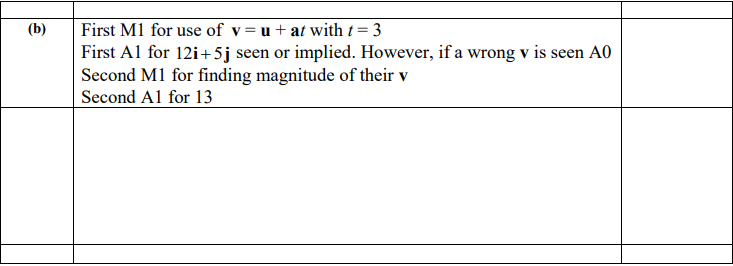 (b) First M1 for use of v = u + at with t = 3
First A1 for 12i+5j seen or implied. However, if a wrong v is seen A0
Second M1 for finding magnitude of their v
Second A1 for 13